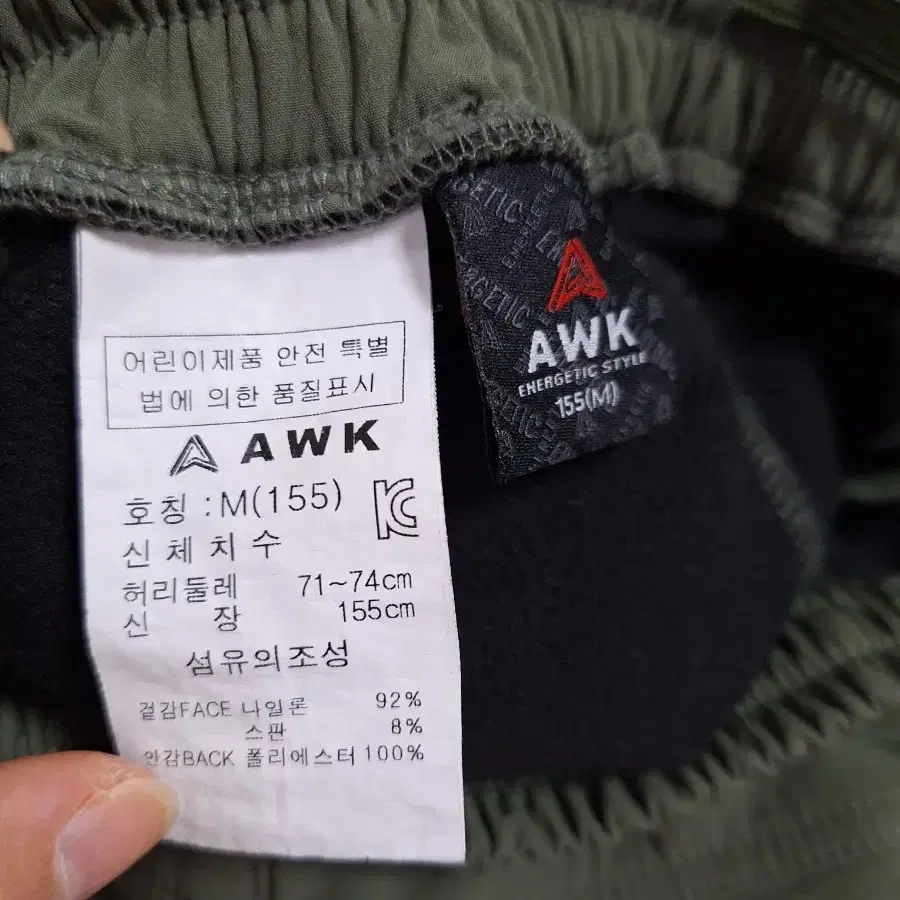 어린이제품 안전 특별
법에 의한 품질표시
AWK
호칭 : M(155)
신체치수
허리둘레 71~74cm
신 장 155cm
섬유의조성
겉감FACE 나일론 92%
스판 8%
안감BACK 폴리에스터 100%
AWK
ENERGETIC STYLE
155(M)